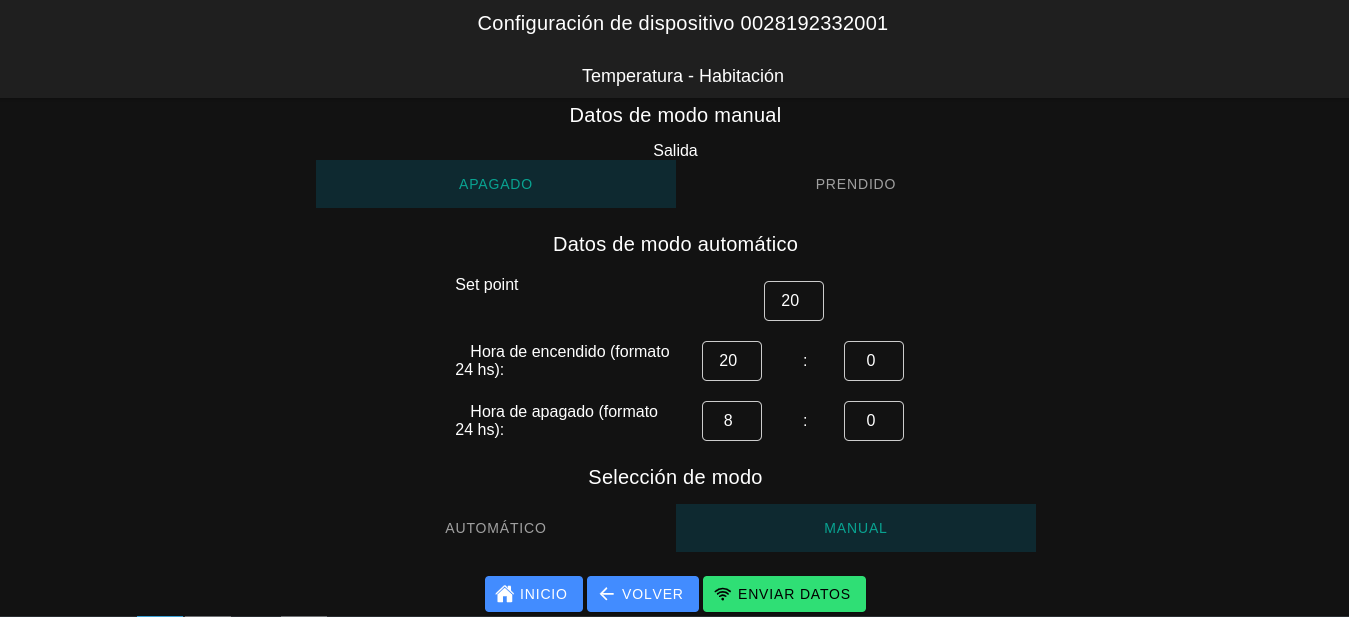 Configuración de dispositivo 0028192332001
Temperatura - Habitación
Datos de modo manual
Salida
APAGADO PRENDIDO
Datos de modo automático
Set point 20
Hora de encendido (formato 24 hs): 20 : 0
Hora de apagado (formato 24 hs): 8 : 0
Selección de modo
AUTOMÁTICO MANUAL
INICIO VOLVER ENVIAR DATOS